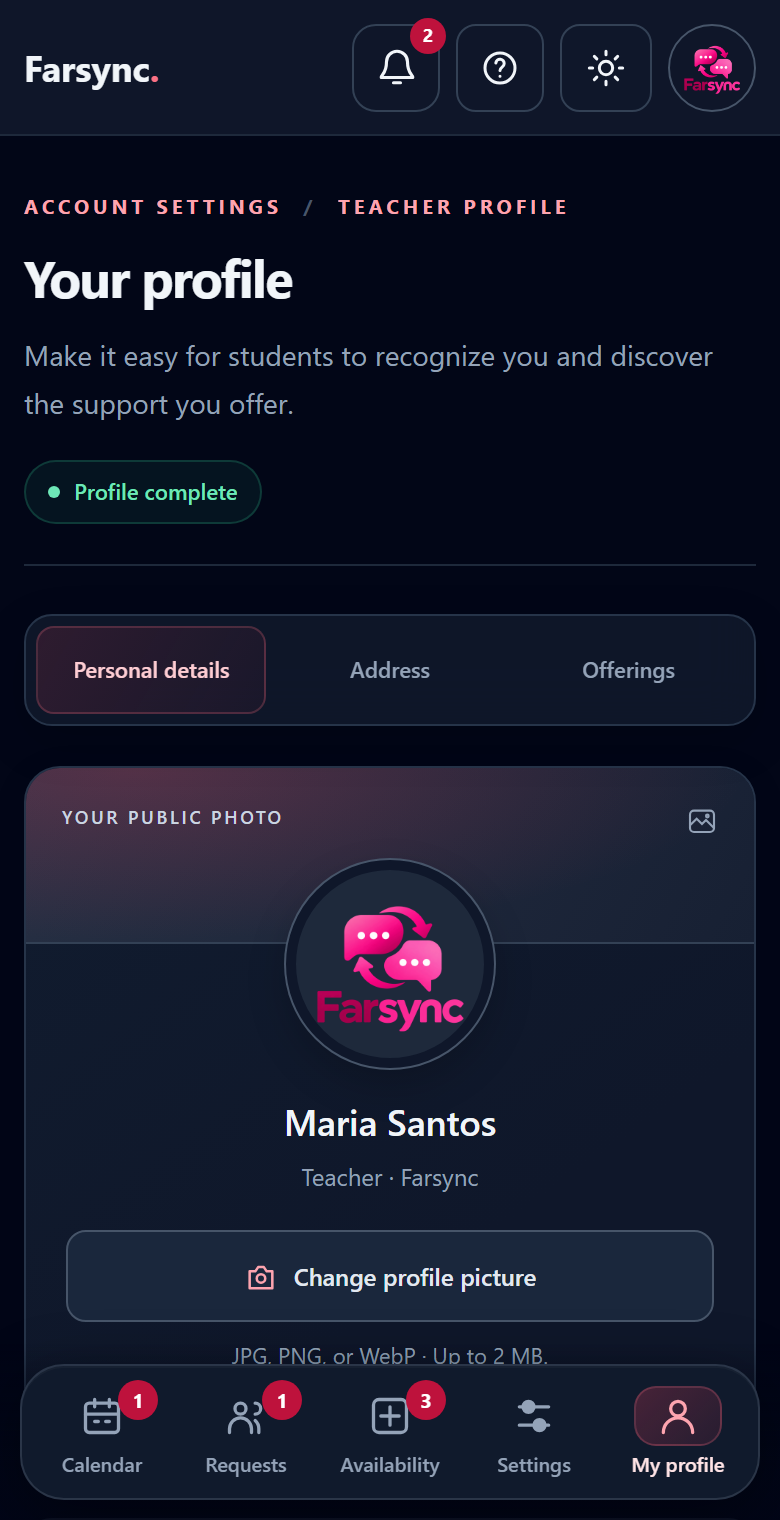 Farsync.
2
Farsync
ACCOUNT SETTINGS / TEACHER PROFILE
Your profile
Make it easy for students to recognize you and discover
the support you offer.
Profile complete
Personal details
Address
Offerings
YOUR PUBLIC PHOTO
Farsync
Maria Santos
Teacher · Farsync
Change profile picture
JPG, PNG, or WebP · Up to 2 MB.
1
1
3
Calendar
Requests
Availability
Settings
My profile